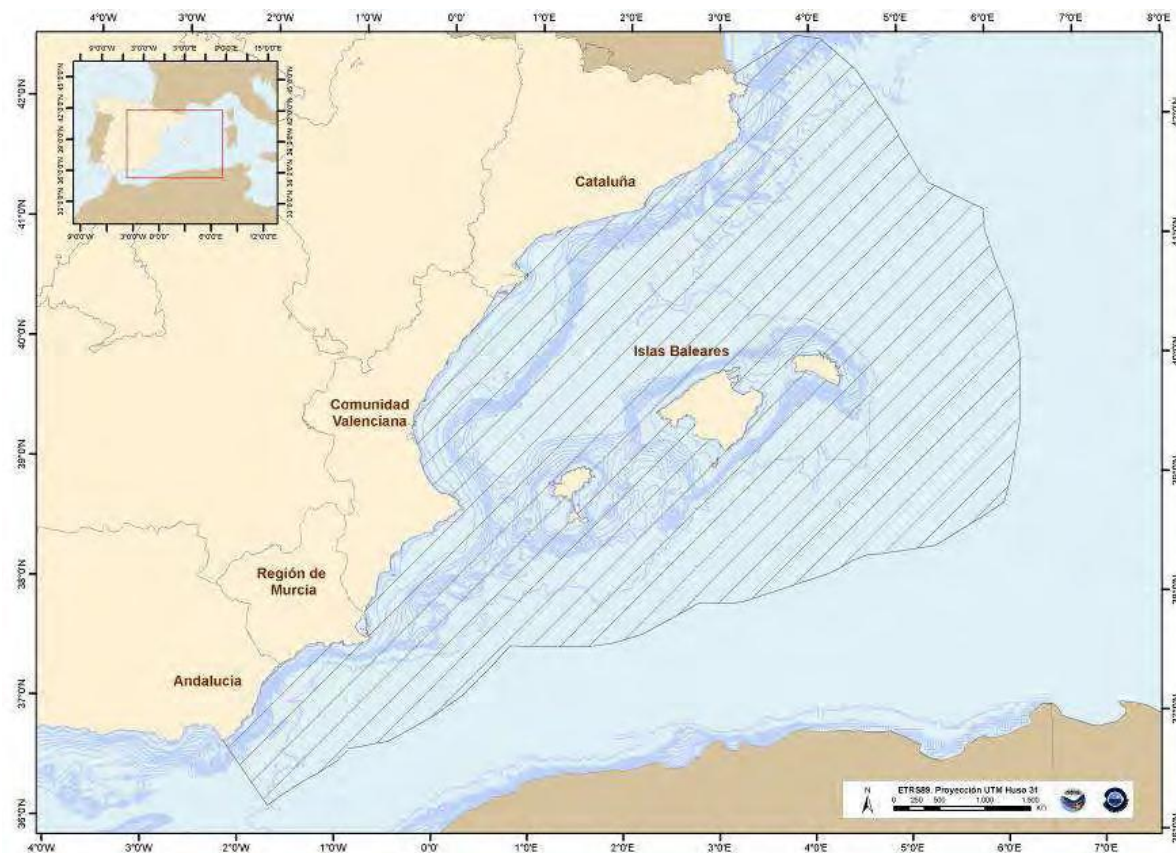 4°0'W 3°0'W 2°0'W 1°0'W 0°0' 1°0'E 2°0'E 3°0'E 4°0'E 5°0'E 6°0'E 7°0'E 8°0'E
42°0'N
41°0'N
40°0'N
39°0'N
38°0'N
37°0'N
36°0'N
Cataluña
Islas Baleares
Comunidad
Valenciana
Región de
Murcia
Andalucía
N
ETRS89. Proyección UTM Huso 31
0 250 500 1.000 1.500
Km
4°0'W 3°0'W 2°0'W 1°0'W 0°0' 1°0'E 2°0'E 3°0'E 4°0'E 5°0'E 6°0'E 7°0'E